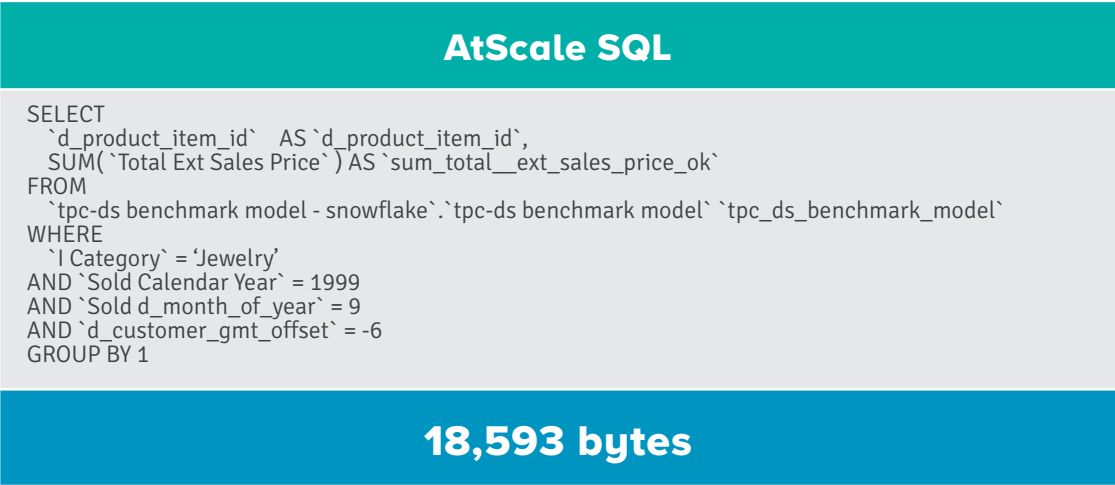 AtScale SQL
SELECT
`d_product_item_id` AS `d_product_item_id`,
SUM( `Total Ext Sales Price` ) AS `sum_total__ext_sales_price_ok`
FROM
`tpc-ds benchmark model - snowflake`.`tpc-ds benchmark model` `tpc_ds_benchmark_model`
WHERE
`I Category` = ‘Jewelry’
AND `Sold Calendar Year` = 1999
AND `Sold d_month_of_year` = 9
AND `d_customer_gmt_offset` = -6
GROUP BY 1
18,593 bytes